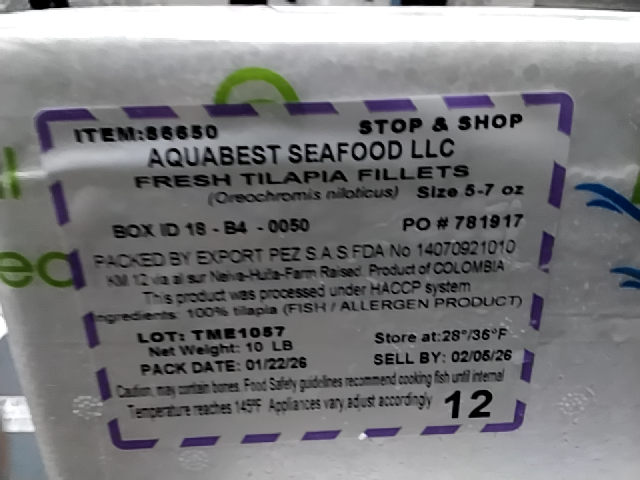 ITEM:86650 STOP & SHOP
AQUABEST SEAFOOD LLC
FRESH TILAPIA FILLETS
(Oreochromis niloticus) Size 5-7 oz
BOX ID 18 - B4 - 0050 PO # 781917
PACKED BY EXPORT PEZ S.A.S FDA No 14070921010
KM 12 via al sur Neiva-Huila-Farm Raised. Product of COLOMBIA
This product was processed under HACCP system
Ingredients: 100% tilapia (FISH / ALLERGEN PRODUCT)
LOT: TME1057 Store at:28°/36°F
Net Weight: 10 LB
PACK DATE: 01/22/26 SELL BY: 02/05/26
Caution, may contain bones. Food Safety guidelines recommend cooking fish until internal
Temperature reaches 145°F Appliances vary, adjust accordingly 12